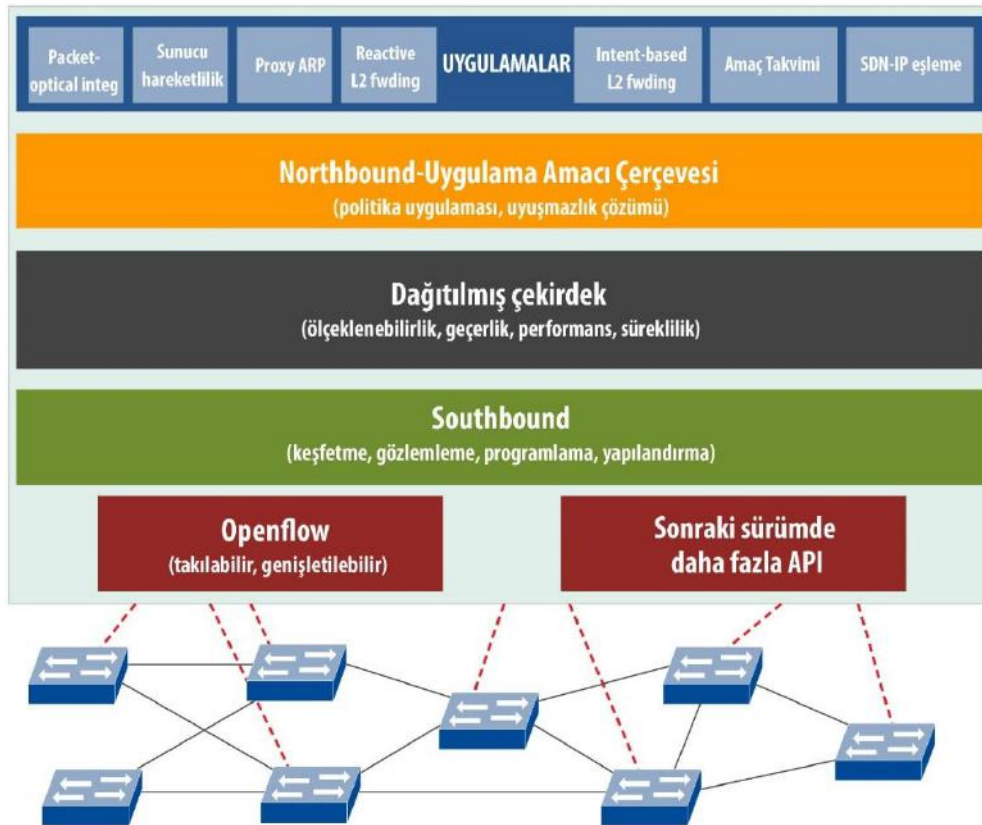 Packet-
optical integ
Sunucu
hareketlilik
Proxy ARP
Reactive
L2 fwding
UYGULAMALAR
Intent-based
L2 fwding
Amaç Takvimi
SDN-IP eşleme
Northbound-Uygulama Amacı Çerçevesi
(politika uygulaması, uyuşmazlık çözümü)
Dağıtılmış çekirdek
(ölçeklenebilirlik, geçerlik, performans, süreklilik)
Southbound
(keşfetme, gözlemleme, programlama, yapılandırma)
Openflow
(takılabilir, genişletilebilir)
Sonraki sürümde
daha fazla API